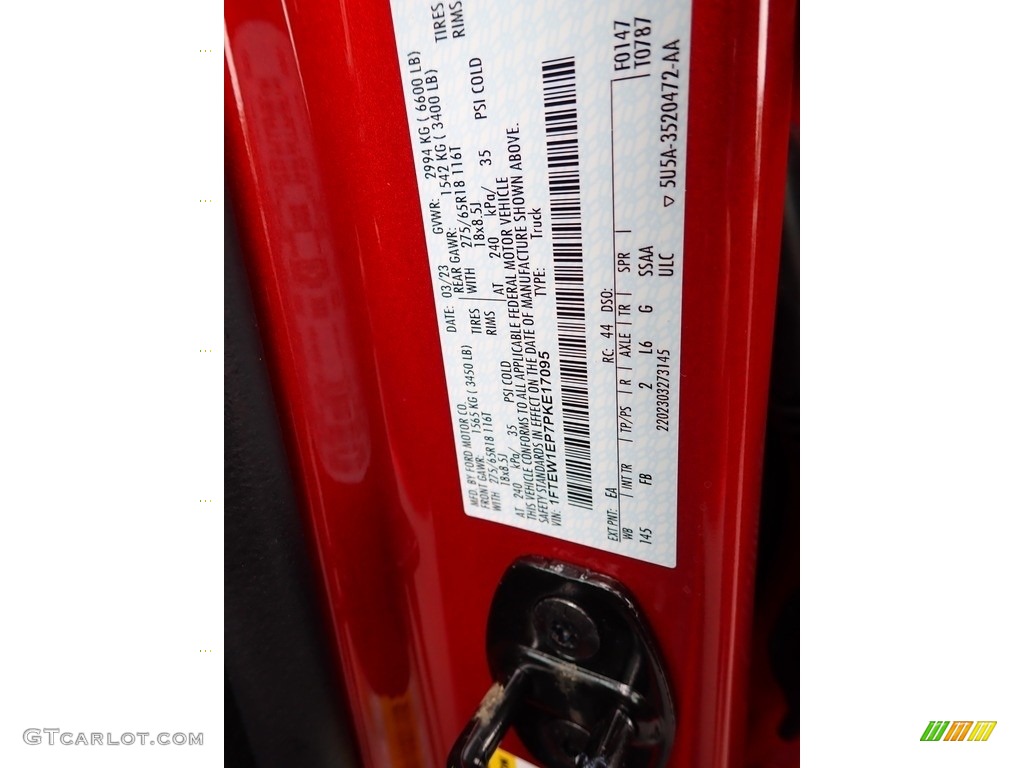 MFD. BY FORD MOTOR CO.
DATE: 03/23 GVWR: 2994 KG ( 6600 LB)
FRONT GAWR: 1565 KG ( 3450 LB) REAR GAWR: 1542 KG ( 3400 LB)
WITH 275/65R18 116T TIRES WITH 275/65R18 116T TIRES
18x8.5J RIMS 18x8.5J RIMS
AT 240 kPa/ 35 PSI COLD AT 240 kPa/ 35 PSI COLD
THIS VEHICLE CONFORMS TO ALL APPLICABLE FEDERAL MOTOR VEHICLE
SAFETY STANDARDS IN EFFECT ON THE DATE OF MANUFACTURE SHOWN ABOVE.
VIN: 1FTEW1EP7PKE17095 TYPE: Truck
EXT PNT: EA RC: 44 DSO: F0147
WB INT TR TP/PS R AXLE TR SPR T0787
145 FB 2 L6 G SSAA
2202303273145 ULC
▽ 5U5A-3520472-AA
GTCARLOT.COM